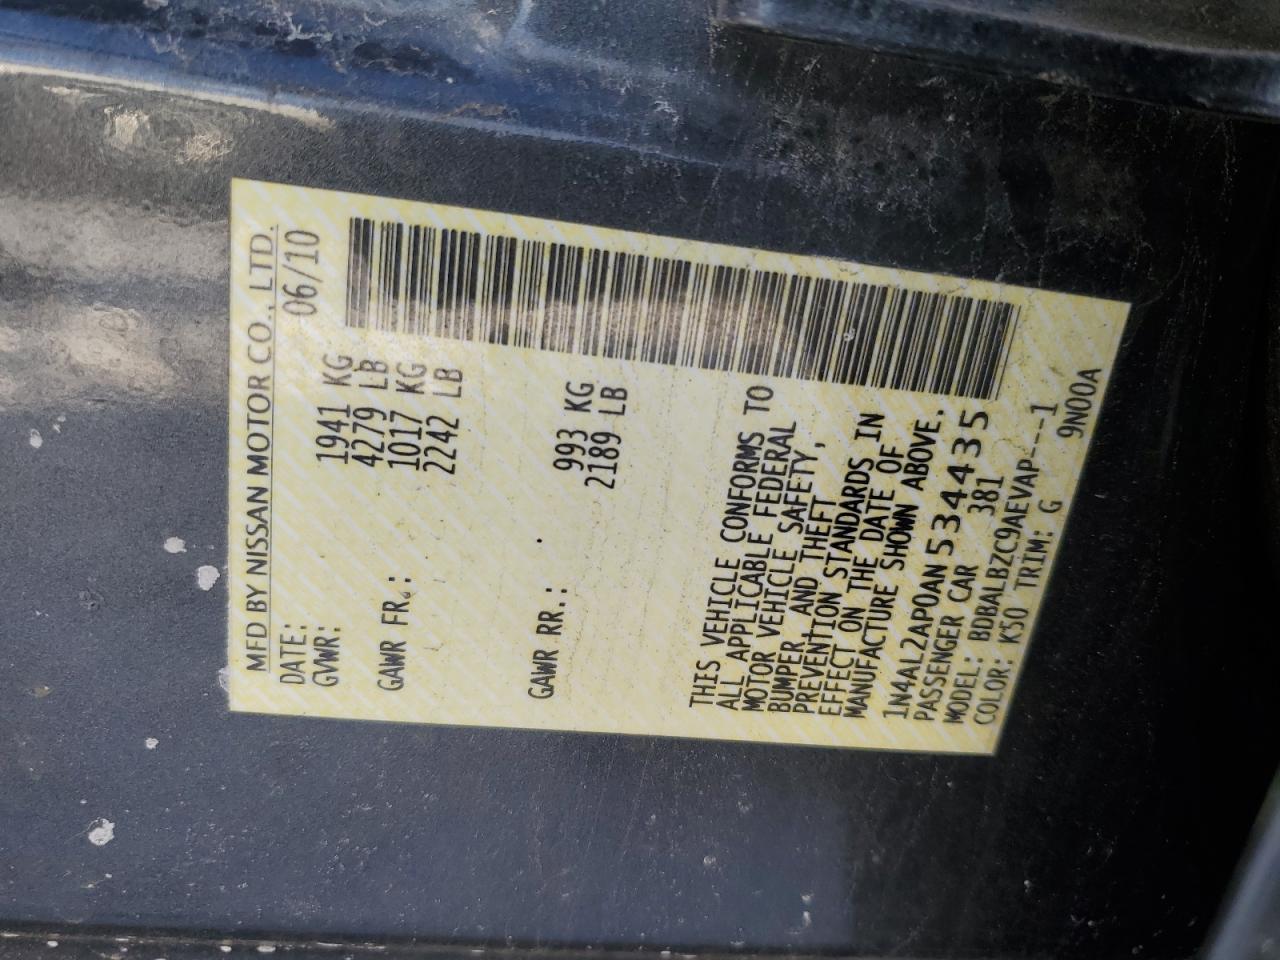 MFD BY NISSAN MOTOR CO., LTD.
DATE: 06/10
GVWR: 1941 KG
4279 LB
GAWR FR.: 1017 KG
2242 LB
GAWR RR.: 993 KG
2189 LB
THIS VEHICLE CONFORMS TO
ALL APPLICABLE FEDERAL
MOTOR VEHICLE SAFETY,
BUMPER AND THEFT
PREVENTION STANDARDS IN
EFFECT ON THE DATE OF
MANUFACTURE SHOWN ABOVE.
1N4AL2AP0AN534435
PASSENGER CAR 381
MODEL: BDBALBZC9AEVAP---1
COLOR: K50 TRIM: G 9N00A